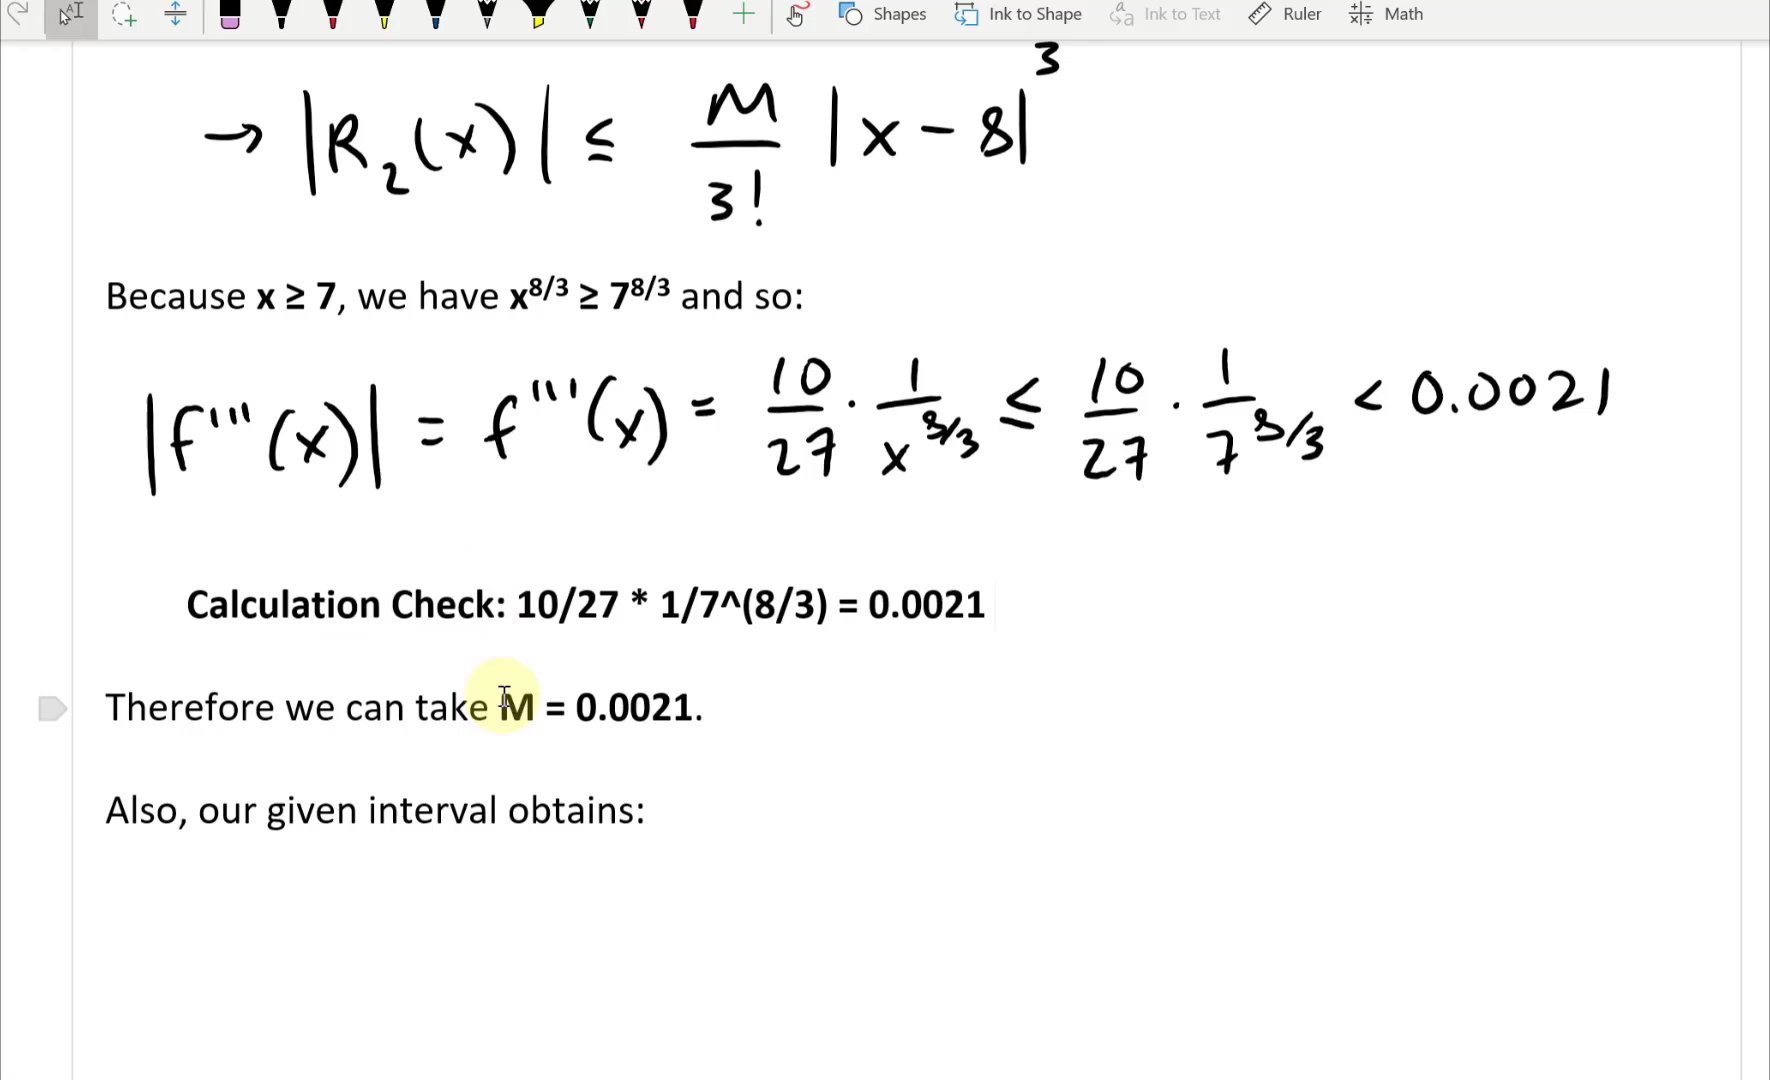 Shapes Ink to Shape Ink to Text Ruler Math
→ |R₂(x)| ≤ M/3! |x - 8|³
Because x ≥ 7, we have x^8/3 ≥ 7^8/3 and so:
|f'''(x)| = f'''(x) = 10/27 · 1/x^8/3 ≤ 10/27 · 1/7^8/3 < 0.0021
Calculation Check: 10/27 * 1/7^(8/3) = 0.0021
Therefore we can take M = 0.0021.
Also, our given interval obtains: